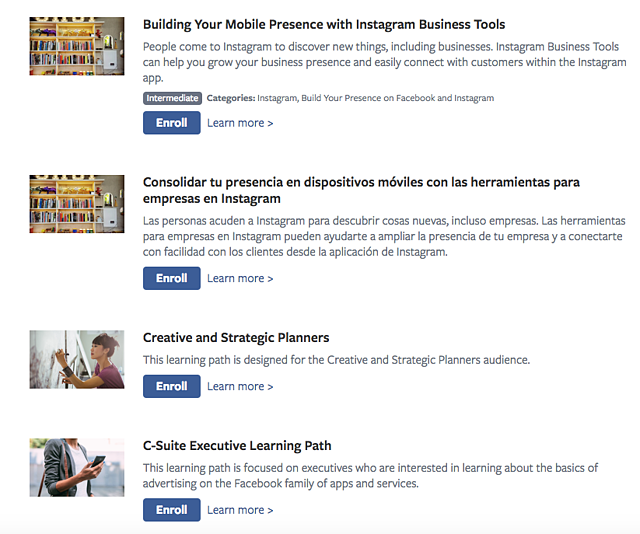 Building Your Mobile Presence with Instagram Business Tools
People come to Instagram to discover new things, including businesses. Instagram Business Tools
can help you grow your business presence and easily connect with customers within the Instagram
app.
Intermediate Categories: Instagram, Build Your Presence on Facebook and Instagram
Enroll Learn more >
Consolidar tu presencia en dispositivos móviles con las herramientas para
empresas en Instagram
Las personas acuden a Instagram para descubrir cosas nuevas, incluso empresas. Las herramientas
para empresas en Instagram pueden ayudarte a ampliar la presencia de tu empresa y a conectarte
con facilidad con los clientes desde la aplicación de Instagram.
Enroll Learn more >
Creative and Strategic Planners
This learning path is designed for the Creative and Strategic Planners audience.
Enroll Learn more >
C-Suite Executive Learning Path
This learning path is focused on executives who are interested in learning about the basics of
advertising on the Facebook family of apps and services.
Enroll Learn more >